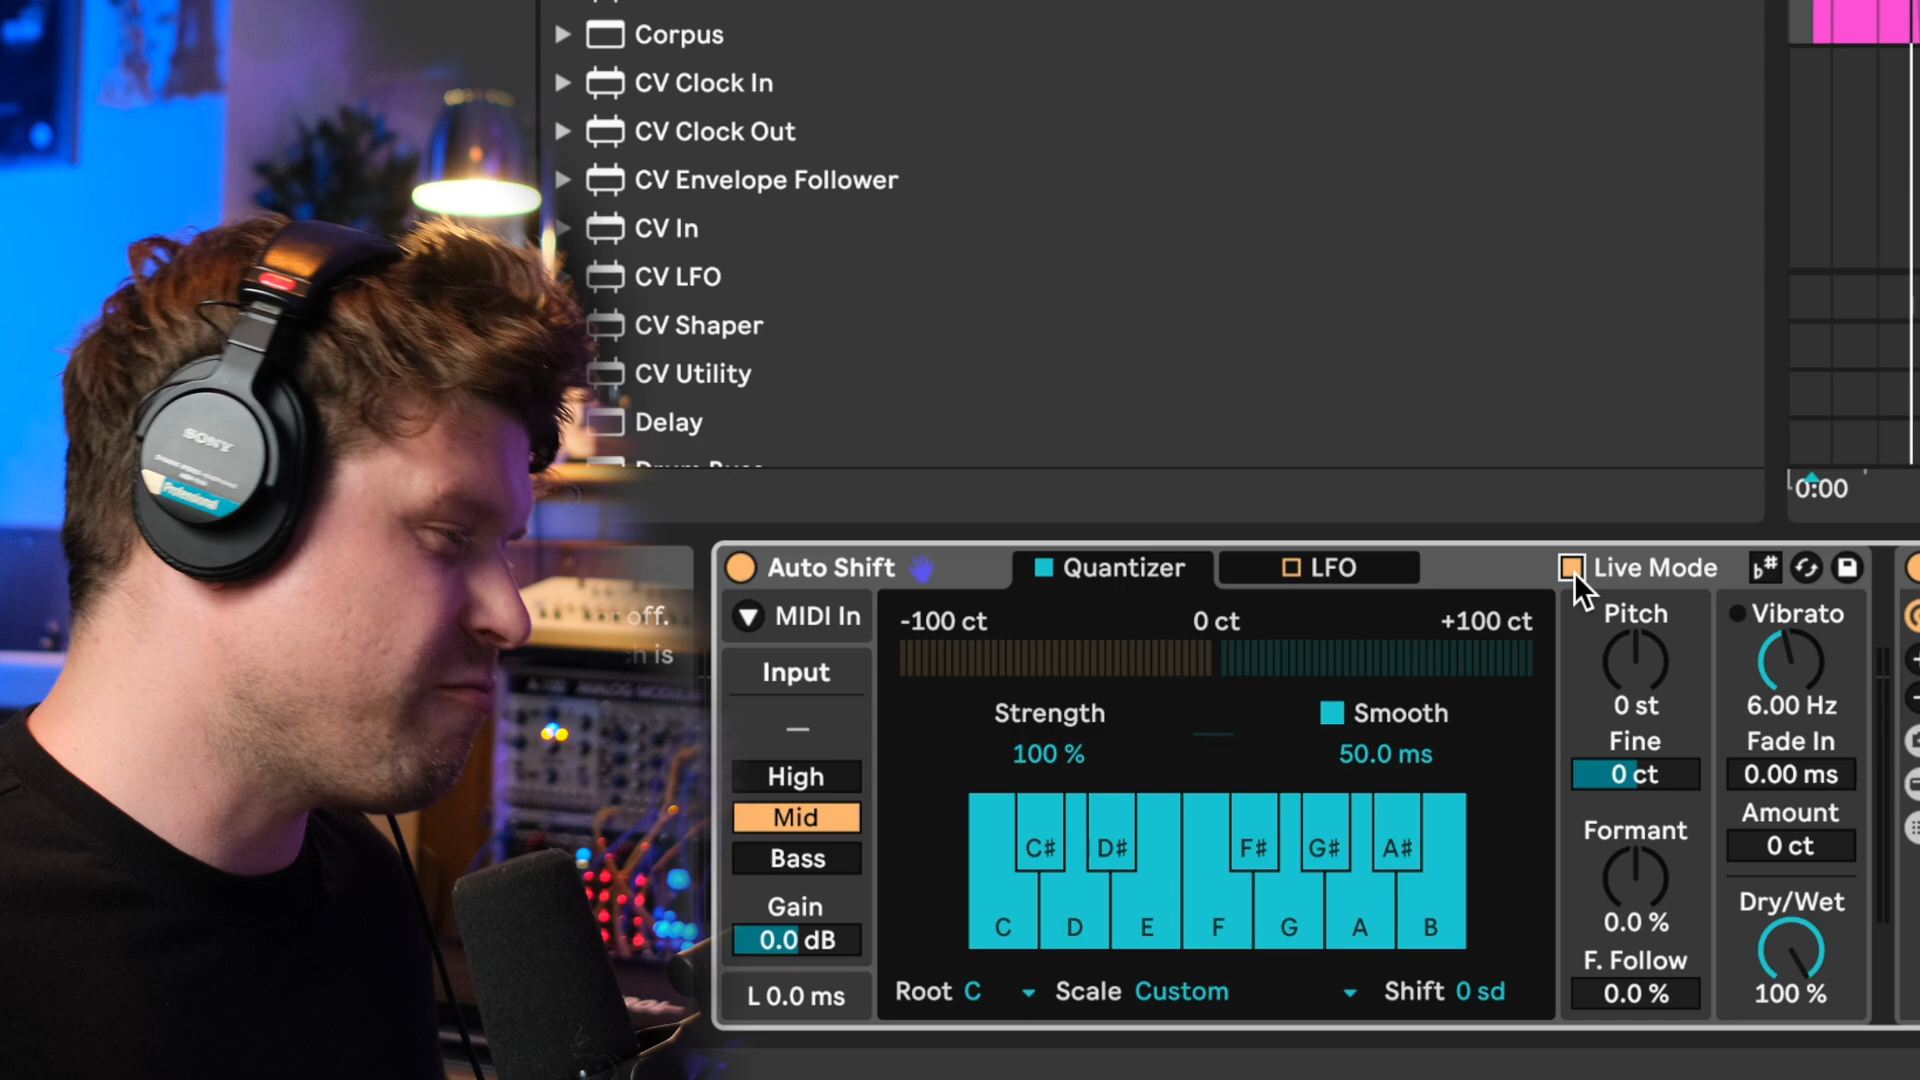 Corpus
CV Clock In
CV Clock Out
CV Envelope Follower
CV In
CV LFO
CV Shaper
CV Utility
Delay
0:00
SONY
Professional
off.
is
Auto Shift
Quantizer
LFO
Live Mode
b#
MIDI In
Input
—
High
Mid
Bass
Gain
0.0 dB
L 0.0 ms
-100 ct 0 ct +100 ct
Strength Smooth
100 % 50.0 ms
C# D# F# G# A#
C D E F G A B
Root C Scale Custom Shift 0 sd
Pitch
0 st
Fine
0 ct
Formant
0.0 %
F. Follow
0.0 %
Vibrato
6.00 Hz
Fade In
0.00 ms
Amount
0 ct
Dry/Wet
100 %